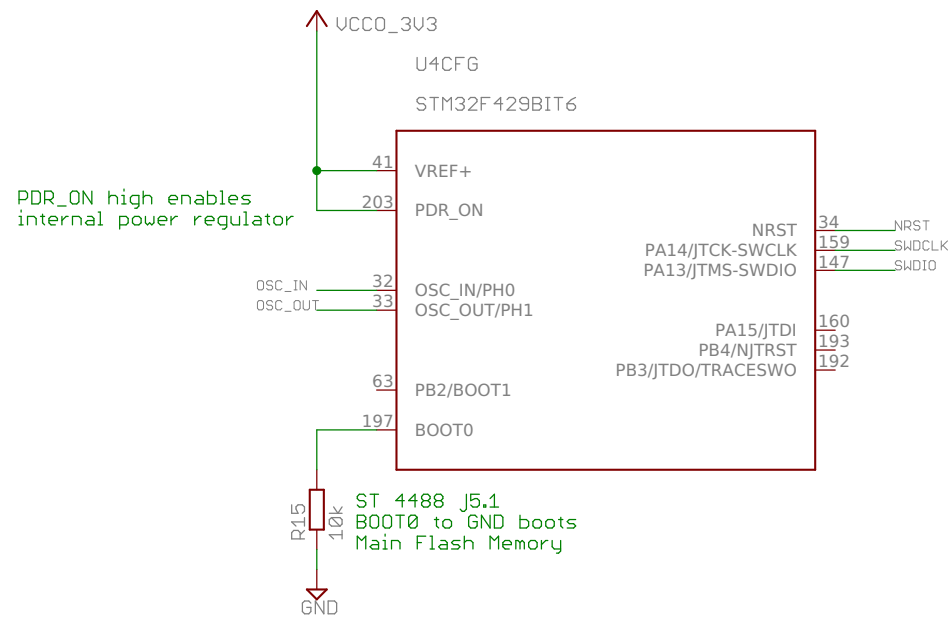 VCCO_3V3
U4CFG
STM32F429BIT6
41 VREF+
PDR_ON high enables
internal power regulator
203 PDR_ON
NRST 34 NRST
PA14/JTCK-SWCLK 159 SWDCLK
PA13/JTMS-SWDIO 147 SWDIO
OSC_IN 32 OSC_IN/PH0
OSC_OUT 33 OSC_OUT/PH1
PA15/JTDI 160
PB4/NJTRST 193
PB3/JTDO/TRACESWO 192
63 PB2/BOOT1
197 BOOT0
R15
10k
ST 4488 J5.1
BOOT0 to GND boots
Main Flash Memory
GND